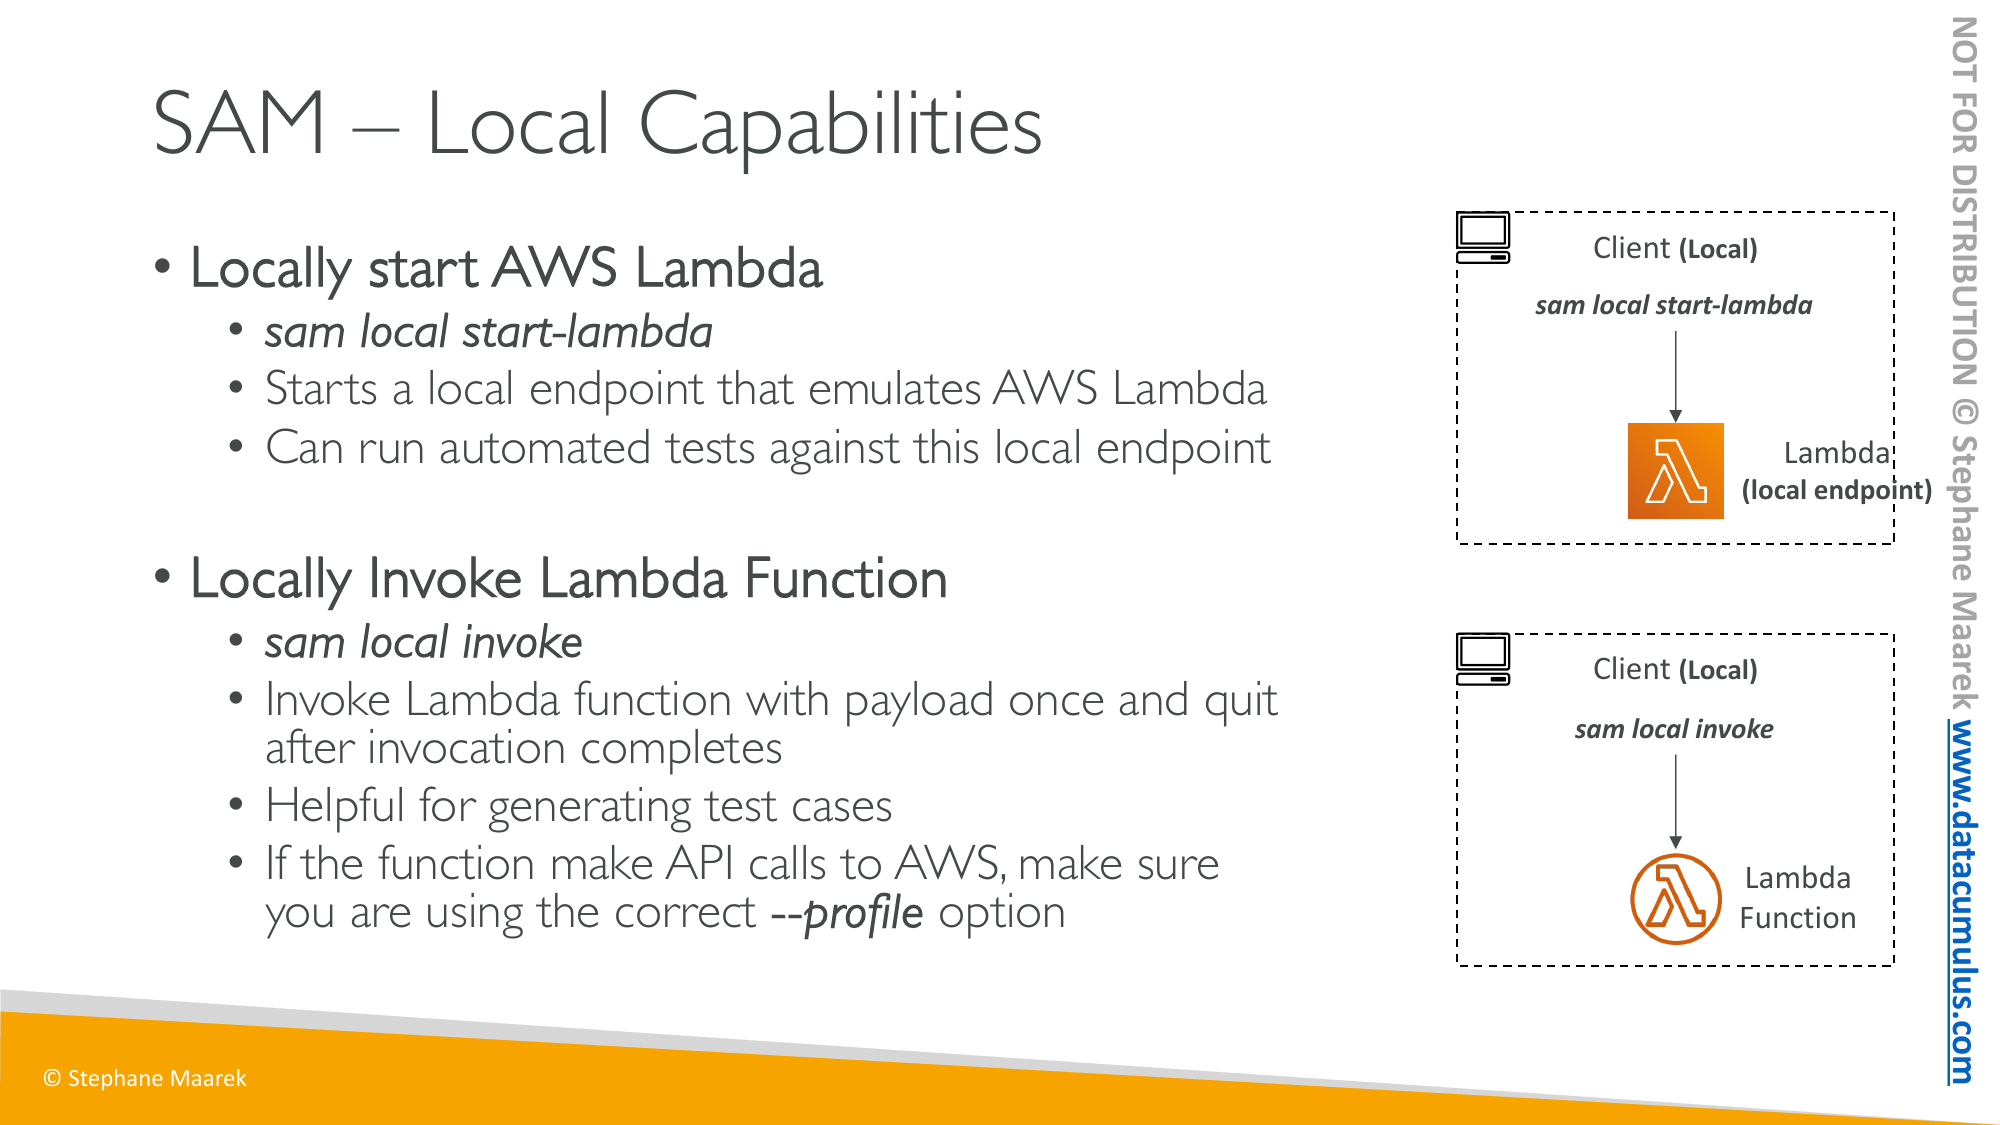 SAM – Local Capabilities
• Locally start AWS Lambda
• sam local start-lambda
• Starts a local endpoint that emulates AWS Lambda
• Can run automated tests against this local endpoint
• Locally Invoke Lambda Function
• sam local invoke
• Invoke Lambda function with payload once and quit
after invocation completes
• Helpful for generating test cases
• If the function make API calls to AWS, make sure
you are using the correct --profile option
Client (Local)
sam local start-lambda
Lambda
(local endpoint)
Client (Local)
sam local invoke
Lambda
Function
NOT FOR DISTRIBUTION © Stephane Maarek www.datacumulus.com
© Stephane Maarek